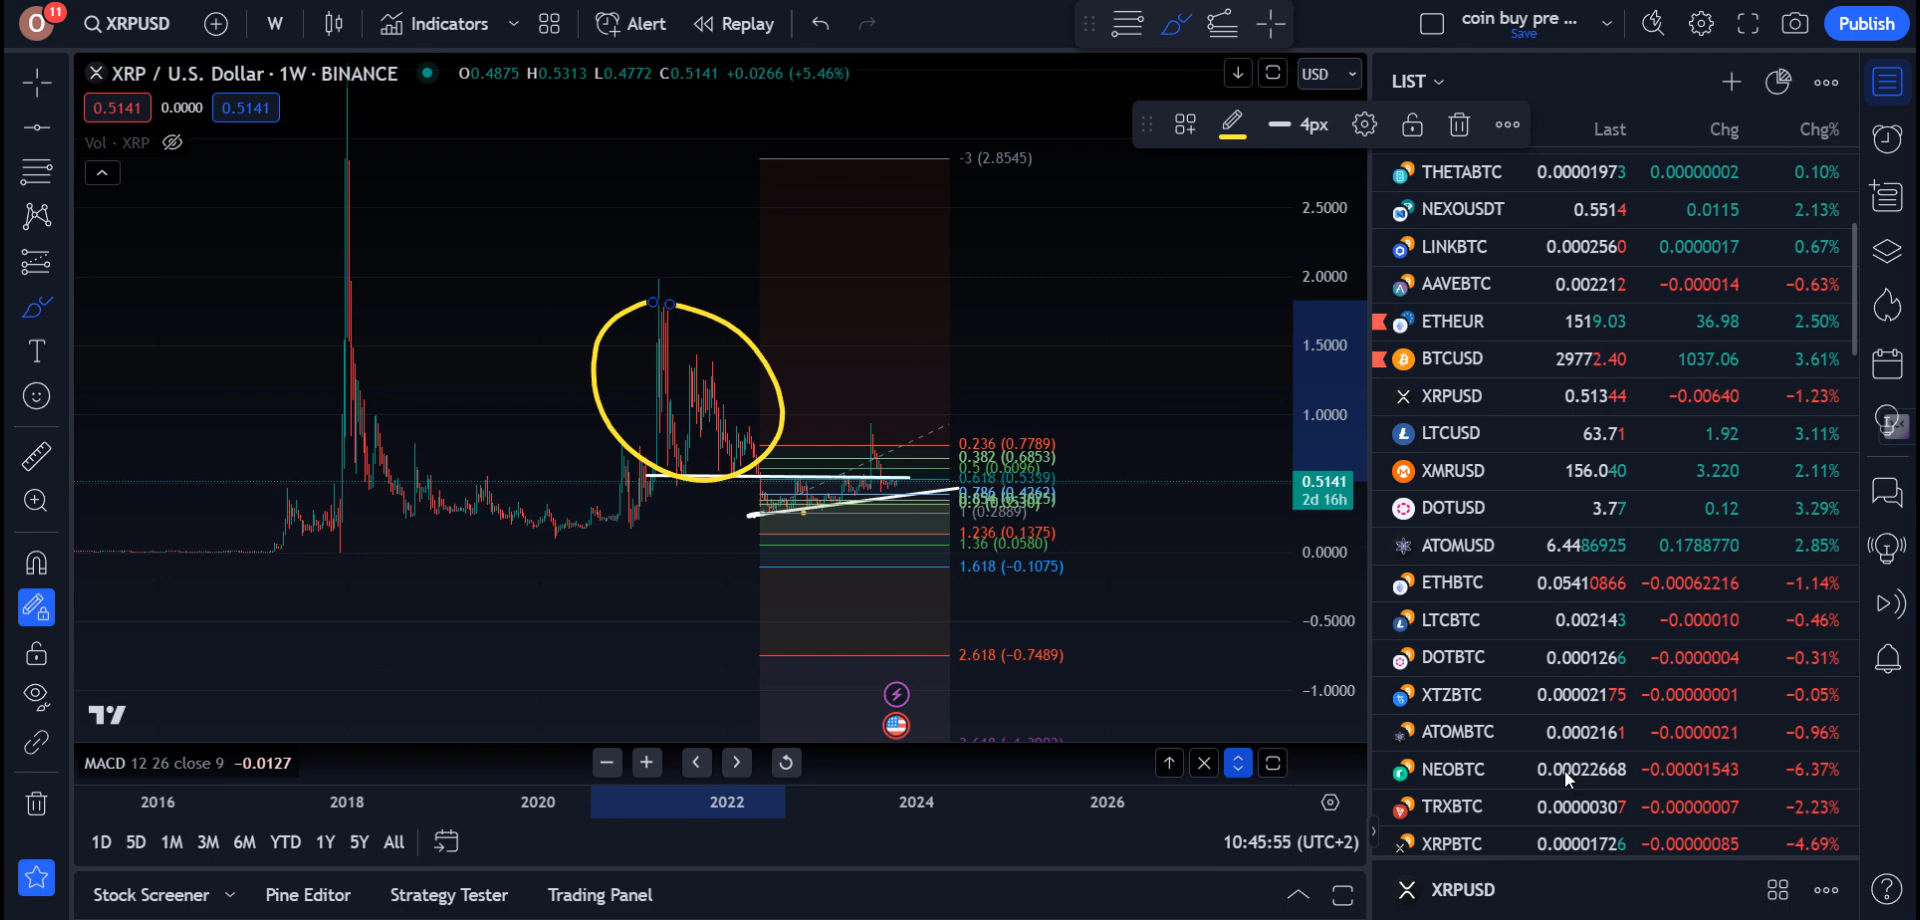 O 11 XRPUSD W Indicators Alert Replay coin buy pre ... Save Publish
XRP / U.S. Dollar · 1W · BINANCE O0.4875 H0.5313 L0.4772 C0.5141 +0.0266 (+5.46%) USD
0.5141 0.0000 0.5141
Vol · XRP
4px
-3 (2.8545)
2.5000
2.0000
1.5000
1.0000
0.236 (0.7789)
0.382 (0.6853)
0.5 (0.6096)
0.618 (0.5339)
0.5141
2d 16h
0.786 (0.4262)
1 (0.2889)
1.236 (0.1375)
1.36 (0.0580)
0.0000
1.618 (-0.1075)
-0.5000
2.618 (-0.7489)
-1.0000
MACD 12 26 close 9 -0.0127
2016 2018 2020 2022 2024 2026
1D 5D 1M 3M 6M YTD 1Y 5Y All 10:45:55 (UTC+2)
Stock Screener Pine Editor Strategy Tester Trading Panel
LIST
Last Chg Chg%
THETABTC 0.00001973 0.00000002 0.10%
NEXOUSDT 0.5514 0.0115 2.13%
LINKBTC 0.0002560 0.0000017 0.67%
AAVEBTC 0.002212 -0.000014 -0.63%
ETHEUR 1519.03 36.98 2.50%
BTCUSD 29772.40 1037.06 3.61%
XRPUSD 0.51344 -0.00640 -1.23%
LTCUSD 63.71 1.92 3.11%
XMRUSD 156.040 3.220 2.11%
DOTUSD 3.77 0.12 3.29%
ATOMUSD 6.4486925 0.1788770 2.85%
ETHBTC 0.05410866 -0.00062216 -1.14%
LTCBTC 0.002143 -0.000010 -0.46%
DOTBTC 0.0001266 -0.0000004 -0.31%
XTZBTC 0.00002175 -0.00000001 -0.05%
ATOMBTC 0.0002161 -0.0000021 -0.96%
NEOBTC 0.00022668 -0.00001543 -6.37%
TRXBTC 0.00000307 -0.00000007 -2.23%
XRPBTC 0.00001726 -0.00000085 -4.69%
XRPUSD